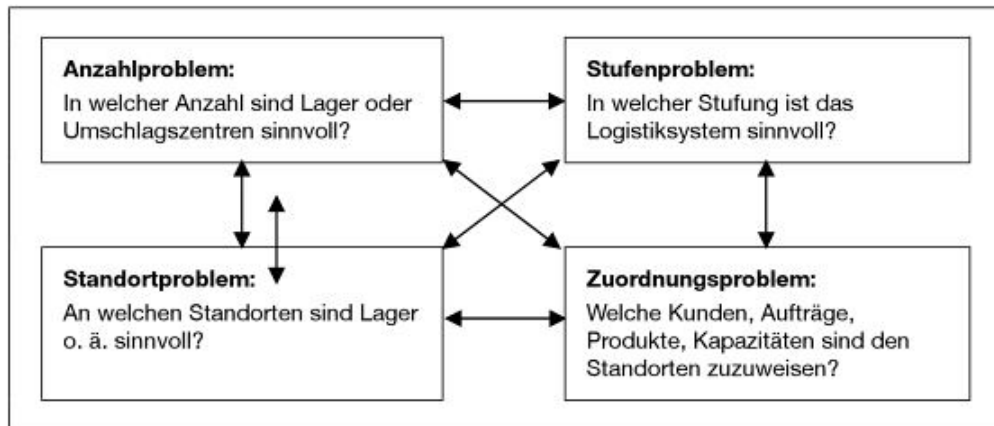 Anzahlproblem:
In welcher Anzahl sind Lager oder
Umschlagszentren sinnvoll?
Stufenproblem:
In welcher Stufung ist das
Logistiksystem sinnvoll?
Standortproblem:
An welchen Standorten sind Lager
o. ä. sinnvoll?
Zuordnungsproblem:
Welche Kunden, Aufträge,
Produkte, Kapazitäten sind den
Standorten zuzuweisen?